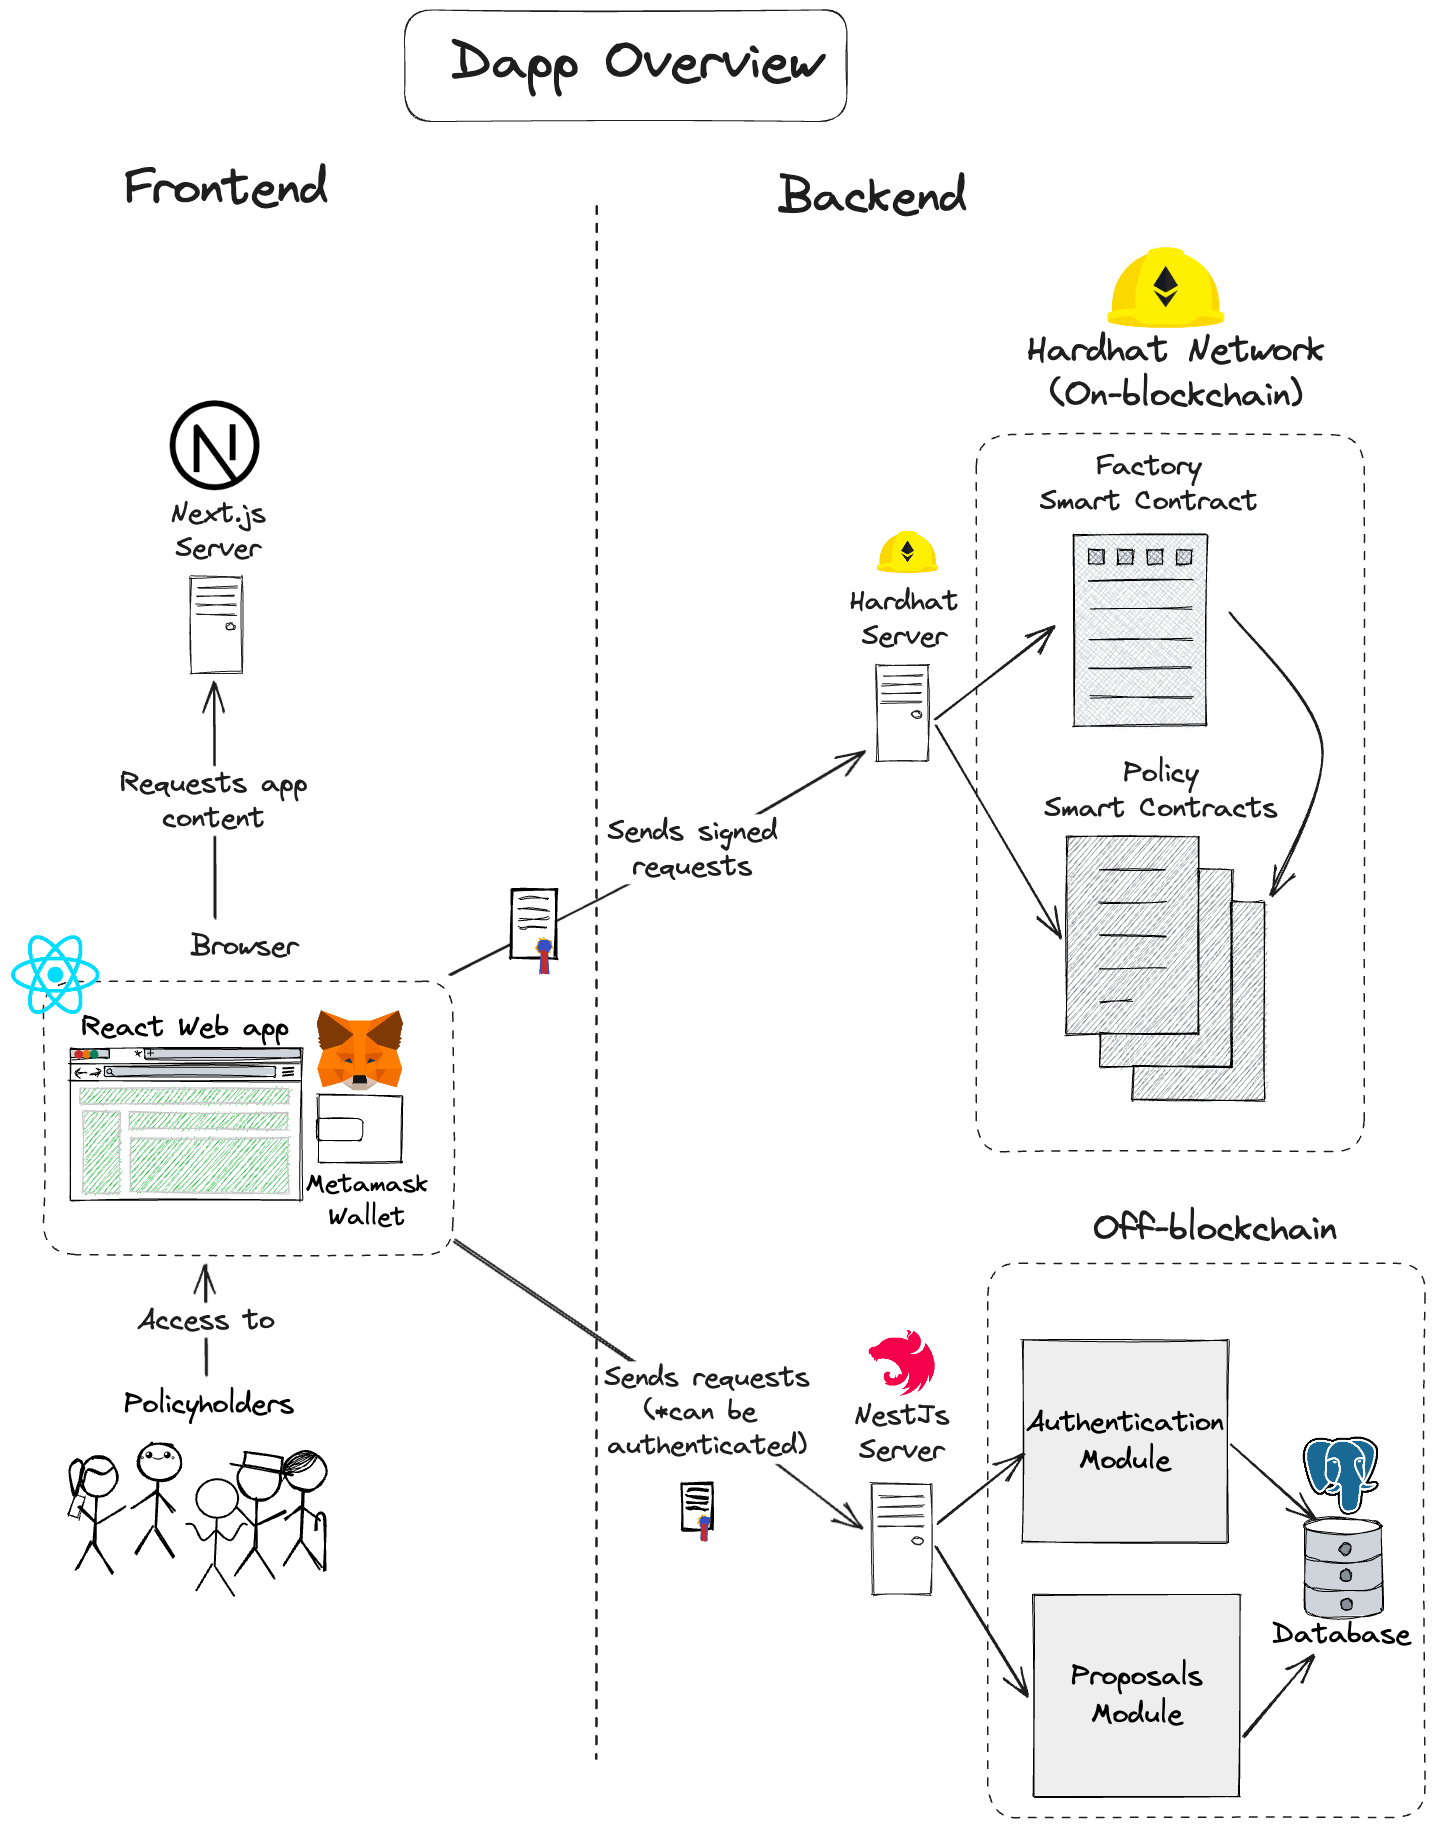 Dapp Overview
Frontend
Backend
Hardhat Network
(On-blockchain)
Factory
Smart Contract
Next.js
Server
Hardhat
Server
Requests app
content
Policy
Smart Contracts
Sends signed
requests
Browser
React Web app
Metamask
Wallet
Off-blockchain
Access to
Policyholders
Sends requests
(*can be
authenticated)
NestJs
Server
Authentication
Module
Database
Proposals
Module